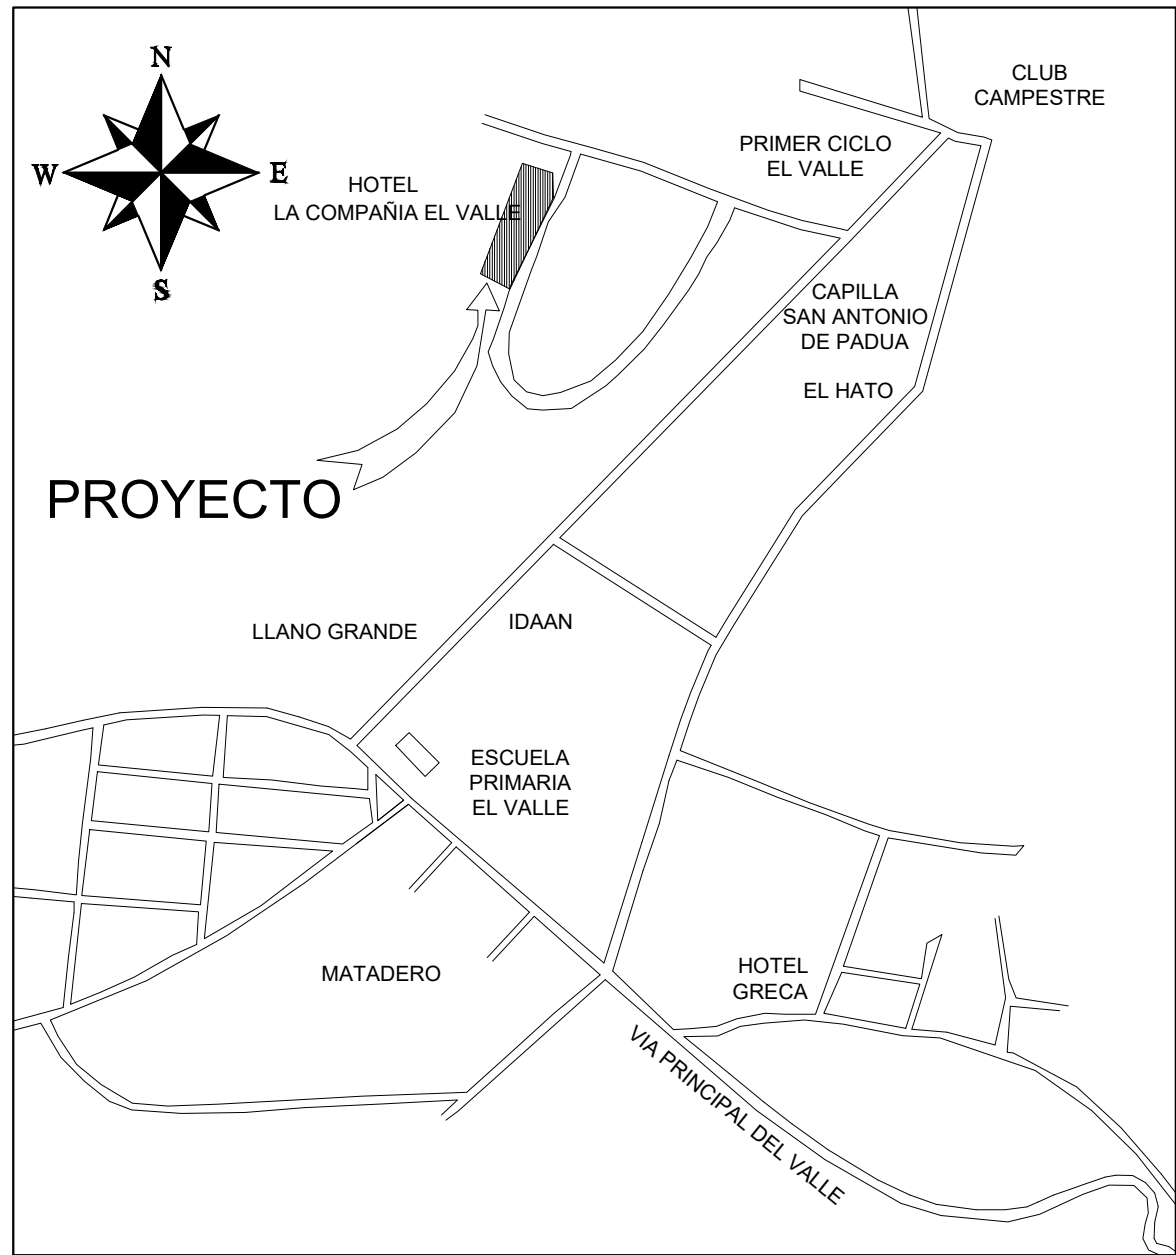 N
W
E
S
CLUB
CAMPESTRE
PRIMER CICLO
EL VALLE
HOTEL
LA COMPAÑIA EL VALLE
CAPILLA
SAN ANTONIO
DE PADUA
EL HATO
PROYECTO
IDAAN
LLANO GRANDE
ESCUELA
PRIMARIA
EL VALLE
MATADERO
HOTEL
GRECA
VIA PRINCIPAL DEL VALLE